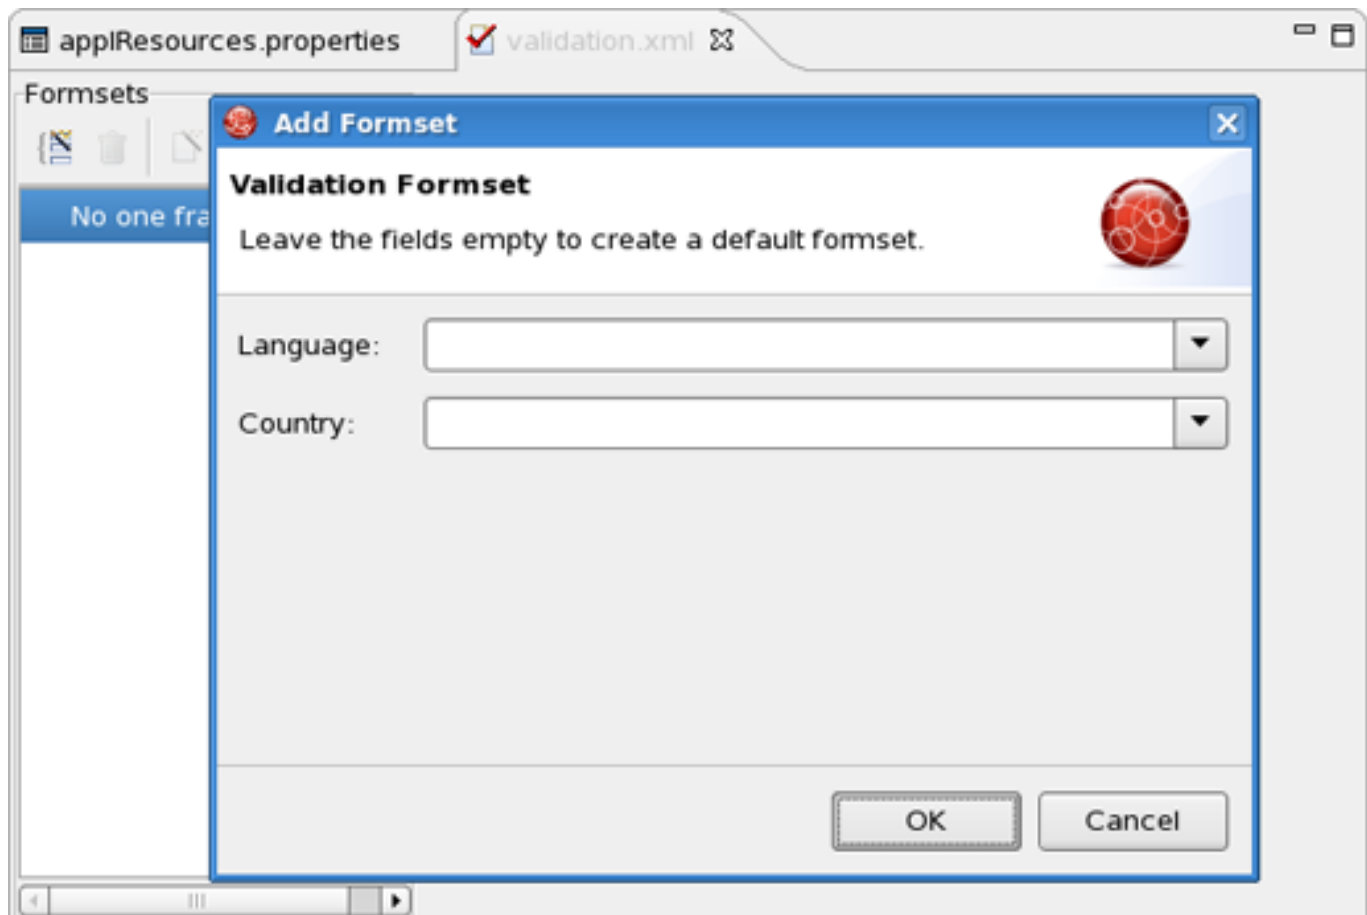 applResources.properties
validation.xml
Formsets
Add Formset
No one
Validation Formset
Leave the fields empty to create a default formset.
Language:
Country:
OK
Cancel